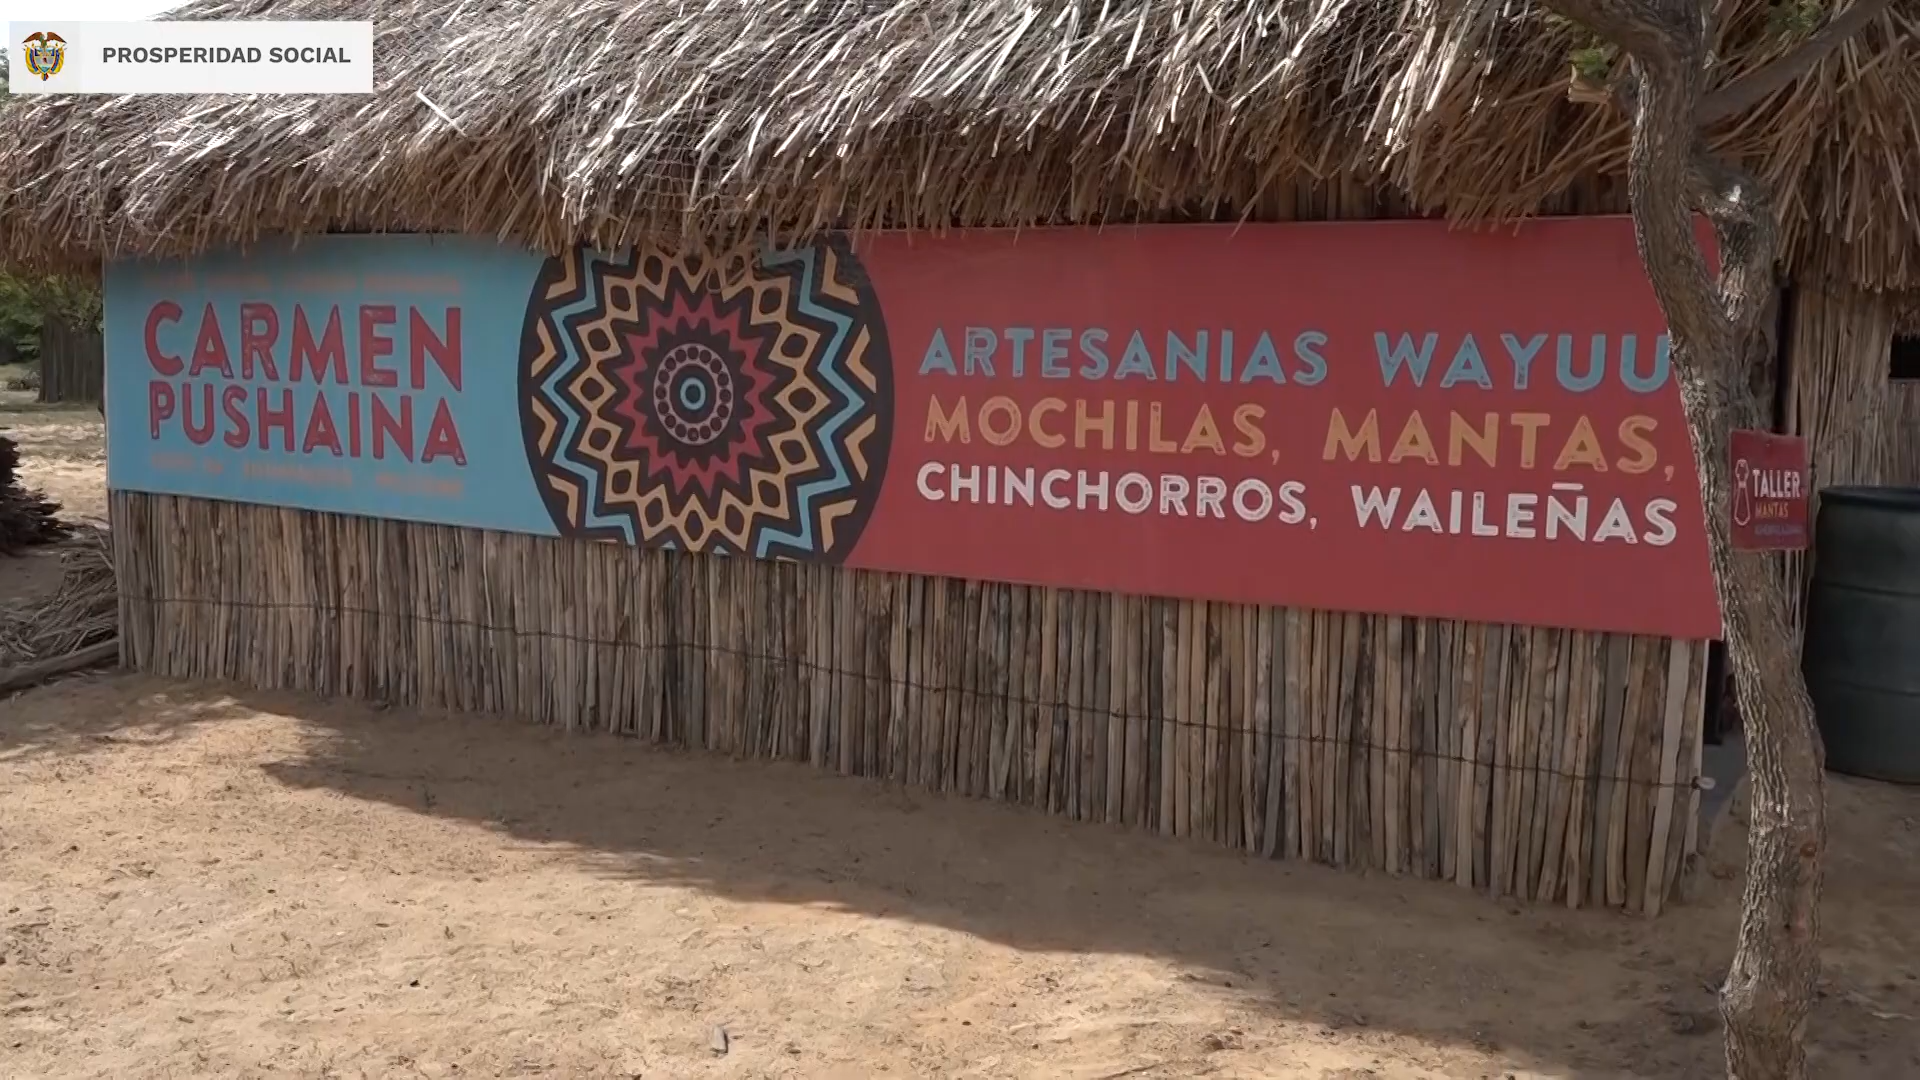 PROSPERIDAD SOCIAL
CARMEN
PUSHAINA
ARTESANIAS WAYUU
MOCHILAS, MANTAS,
CHINCHORROS, WAILEÑAS
TALLER
MANTAS